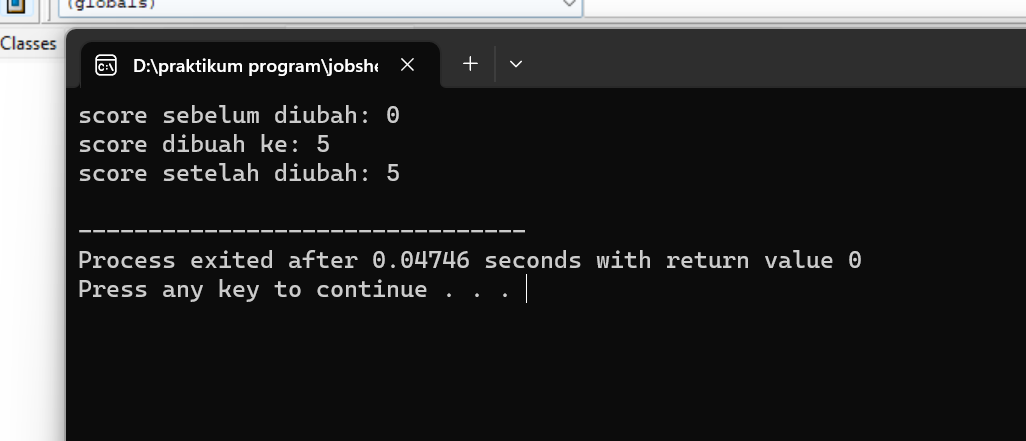 (globals)
Classes
D:\praktikum program\jobshe
score sebelum diubah: 0
score dibuah ke: 5
score setelah diubah: 5
--------------------------------
Process exited after 0.04746 seconds with return value 0
Press any key to continue . . .